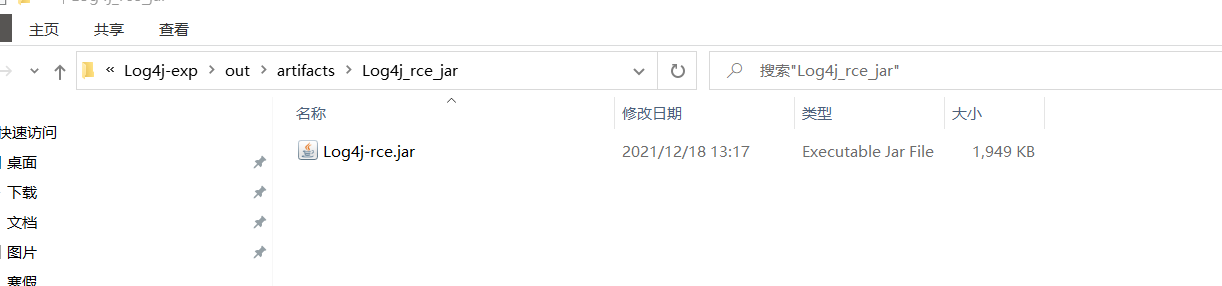 Log4j_rce_jar
主页 共享 查看
« Log4j-exp > out > artifacts > Log4j_rce_jar 搜索"Log4j_rce_jar"
名称 修改日期 类型 大小
快速访问
Log4j-rce.jar 2021/12/18 13:17 Executable Jar File 1,949 KB
桌面
下载
文档
图片
寒假